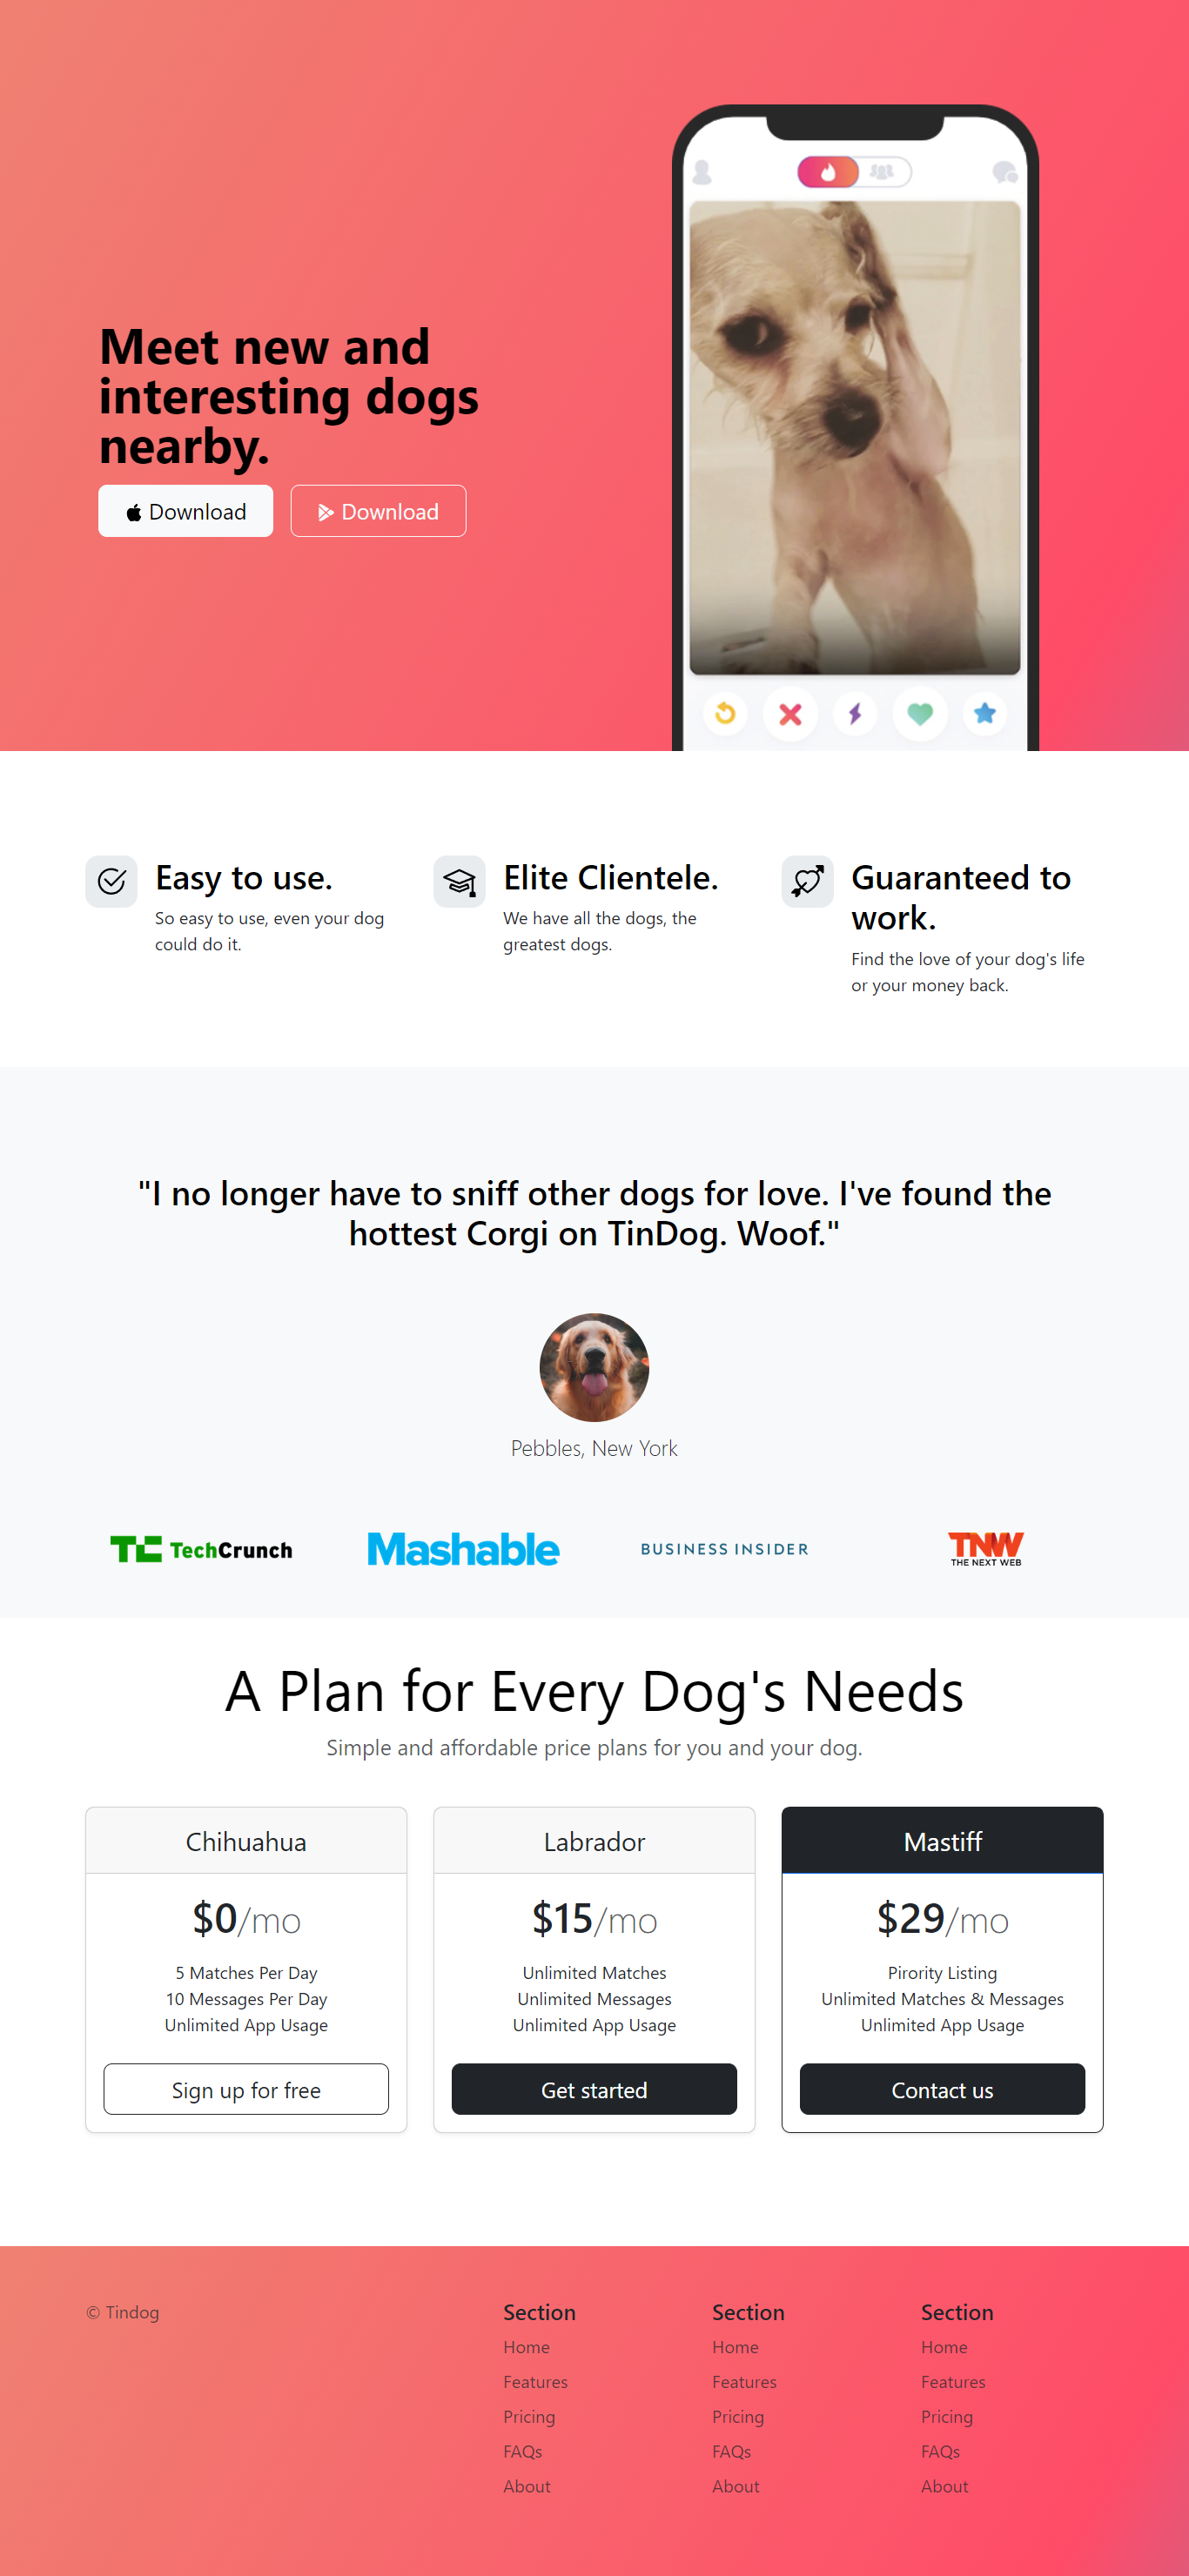 Meet new and
interesting dogs
nearby.
Download
Download
Easy to use.
So easy to use, even your dog
could do it.
Elite Clientele.
We have all the dogs, the
greatest dogs.
Guaranteed to
work.
Find the love of your dog's life
or your money back.
"I no longer have to sniff other dogs for love. I've found the
hottest Corgi on TinDog. Woof."
Pebbles, New York
TC TechCrunch
Mashable
BUSINESS INSIDER
TNW
THE NEXT WEB
A Plan for Every Dog's Needs
Simple and affordable price plans for you and your dog.
Chihuahua
$0/mo
5 Matches Per Day
10 Messages Per Day
Unlimited App Usage
Sign up for free
Labrador
$15/mo
Unlimited Matches
Unlimited Messages
Unlimited App Usage
Get started
Mastiff
$29/mo
Pirority Listing
Unlimited Matches & Messages
Unlimited App Usage
Contact us
© Tindog
Section
Home
Features
Pricing
FAQs
About
Section
Home
Features
Pricing
FAQs
About
Section
Home
Features
Pricing
FAQs
About